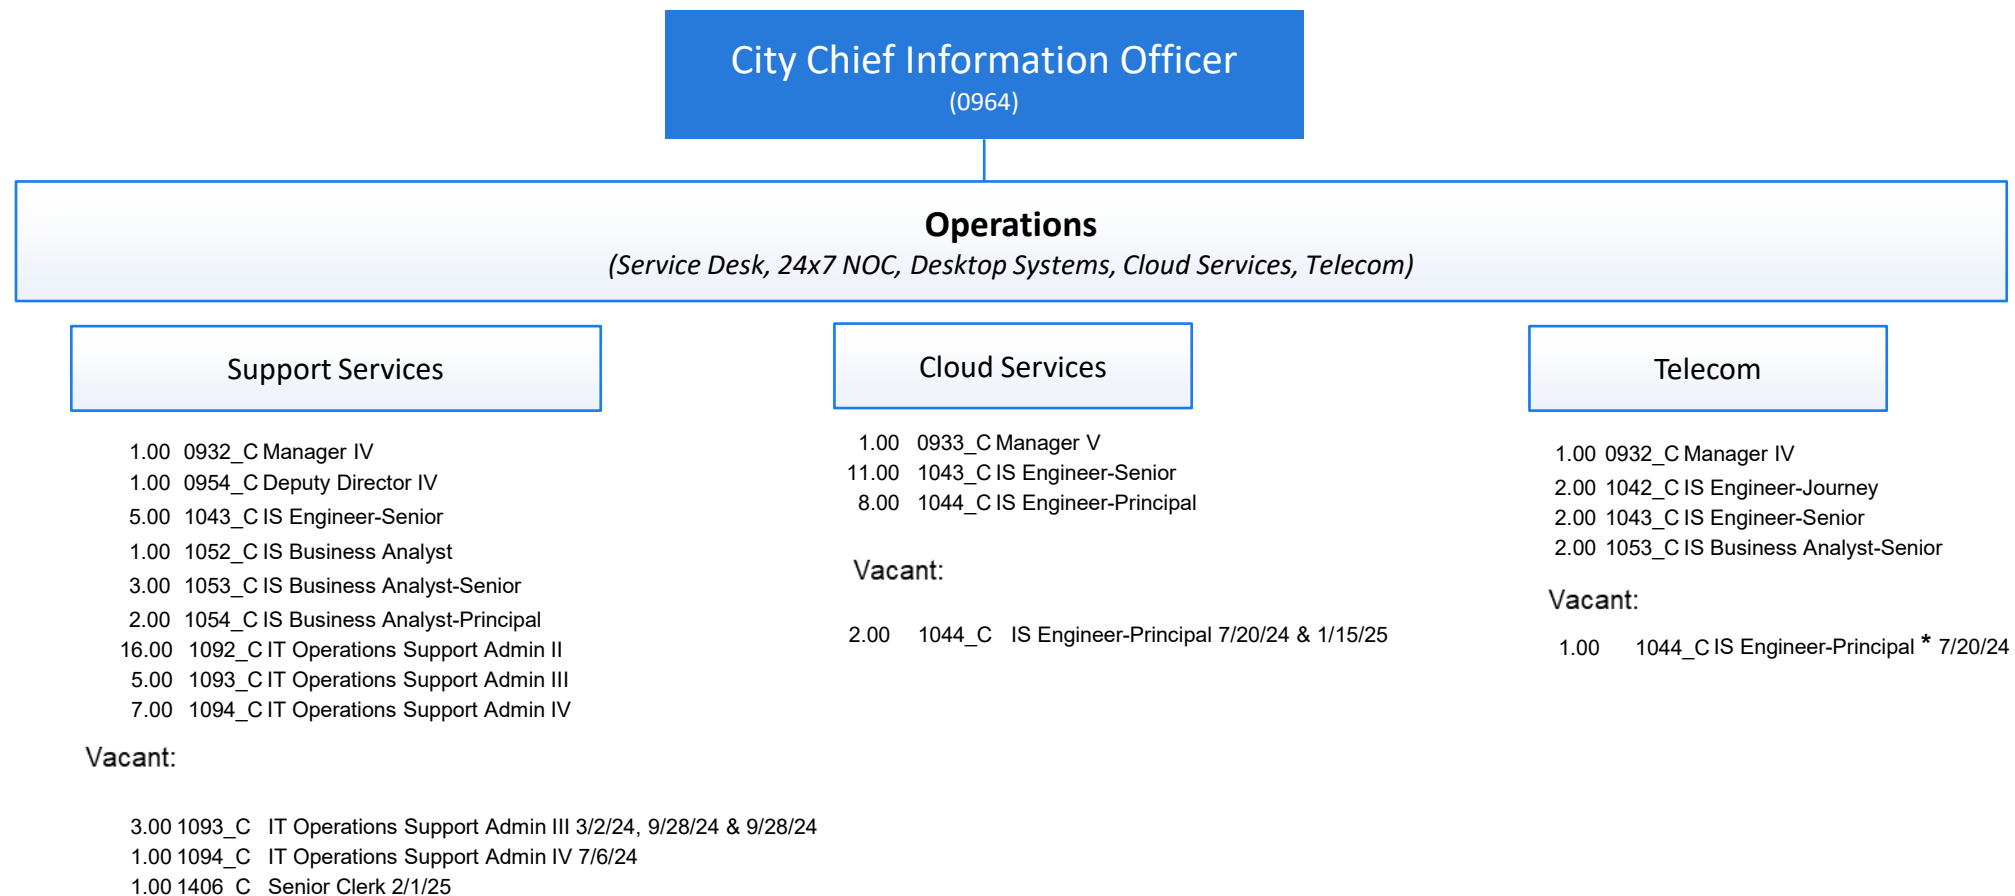 City Chief Information Officer
(0964)
Operations
(Service Desk, 24x7 NOC, Desktop Systems, Cloud Services, Telecom)
Support Services
1.00 0932_C Manager IV
1.00 0954_C Deputy Director IV
5.00 1043_C IS Engineer-Senior
1.00 1052_C IS Business Analyst
3.00 1053_C IS Business Analyst-Senior
2.00 1054_C IS Business Analyst-Principal
16.00 1092_C IT Operations Support Admin II
5.00 1093_C IT Operations Support Admin III
7.00 1094_C IT Operations Support Admin IV
Vacant:
3.00 1093_C IT Operations Support Admin III 3/2/24, 9/28/24 & 9/28/24
1.00 1094_C IT Operations Support Admin IV 7/6/24
1.00 1406_C Senior Clerk 2/1/25
Cloud Services
1.00 0933_C Manager V
11.00 1043_C IS Engineer-Senior
8.00 1044_C IS Engineer-Principal
Vacant:
2.00 1044_C IS Engineer-Principal 7/20/24 & 1/15/25
Telecom
1.00 0932_C Manager IV
2.00 1042_C IS Engineer-Journey
2.00 1043_C IS Engineer-Senior
2.00 1053_C IS Business Analyst-Senior
Vacant:
1.00 1044_C IS Engineer-Principal * 7/20/24